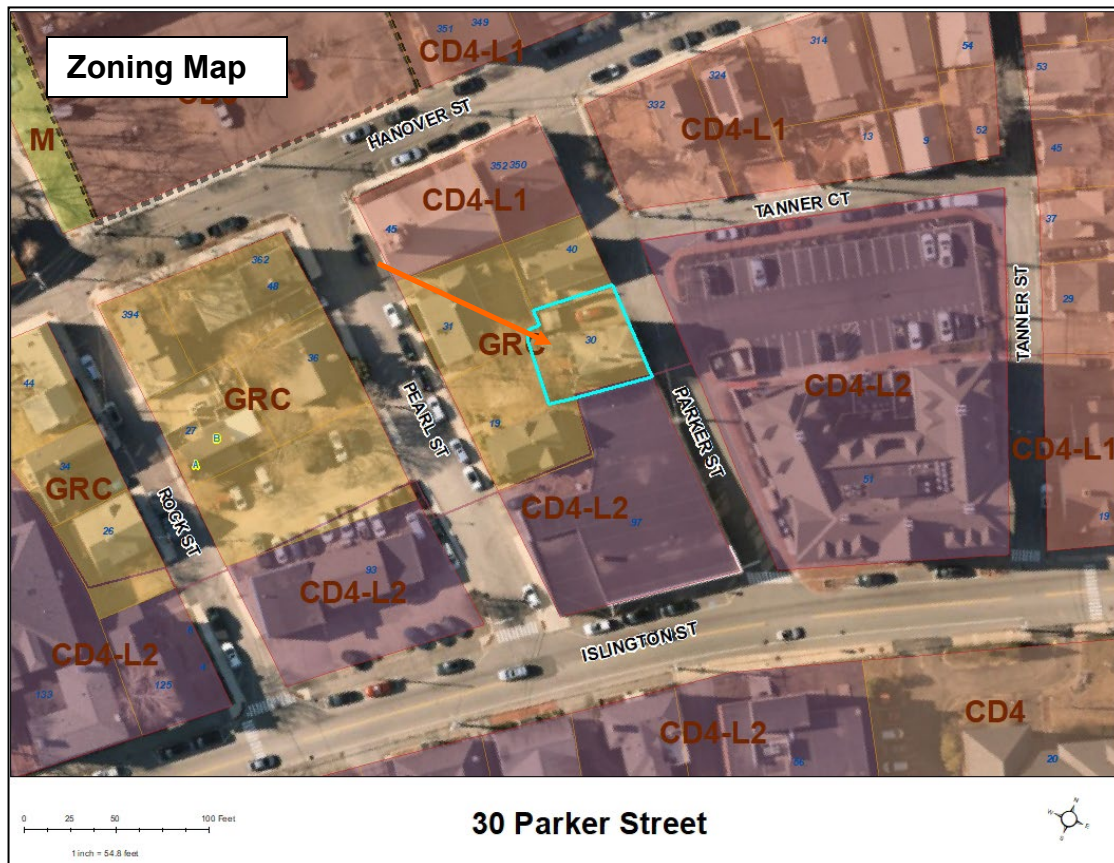 Zoning Map
351
349
CD4-L1
314
54
53
324
332
CD4-L1
13
9
52
45
M
HANOVER ST
352 350
CD4-L1
TANNER CT
37
45
40
362
48
394
31
GRC
30
29
TANNER ST
36
44
GRC
PEARL ST
PARKER ST
CD4-L2
27
B
A
19
34
GRC
CD4-L1
51
26
ROCK ST
CD4-L2
97
19
93
CD4-L2
ISLINGTON ST
CD4-L2
133
125
CD4-L2
CD4
20
0 25 50 100 Feet
1 inch = 54.8 feet
30 Parker Street
N
E
S
W